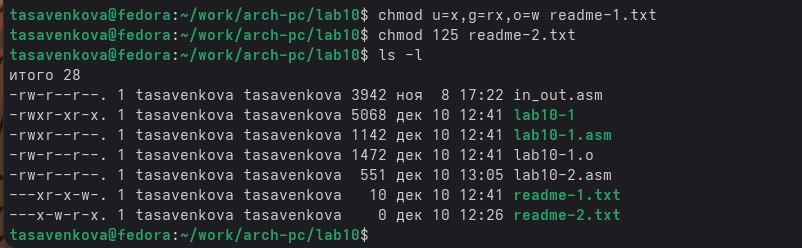 tasavenkova@fedora:~/work/arch-pc/lab10$ chmod u=x,g=rx,o=w readme-1.txt
tasavenkova@fedora:~/work/arch-pc/lab10$ chmod 125 readme-2.txt
tasavenkova@fedora:~/work/arch-pc/lab10$ ls -l
итого 28
-rw-r--r--. 1 tasavenkova tasavenkova 3942 ноя  8 17:22 in_out.asm
-rwxr-xr-x. 1 tasavenkova tasavenkova 5068 дек 10 12:41 lab10-1
-rwxr--r--. 1 tasavenkova tasavenkova 1142 дек 10 12:41 lab10-1.asm
-rw-r--r--. 1 tasavenkova tasavenkova 1472 дек 10 12:41 lab10-1.o
-rw-r--r--. 1 tasavenkova tasavenkova  551 дек 10 13:05 lab10-2.asm
---xr-x-w-. 1 tasavenkova tasavenkova   10 дек 10 12:41 readme-1.txt
---x-w-r-x. 1 tasavenkova tasavenkova    0 дек 10 12:26 readme-2.txt
tasavenkova@fedora:~/work/arch-pc/lab10$